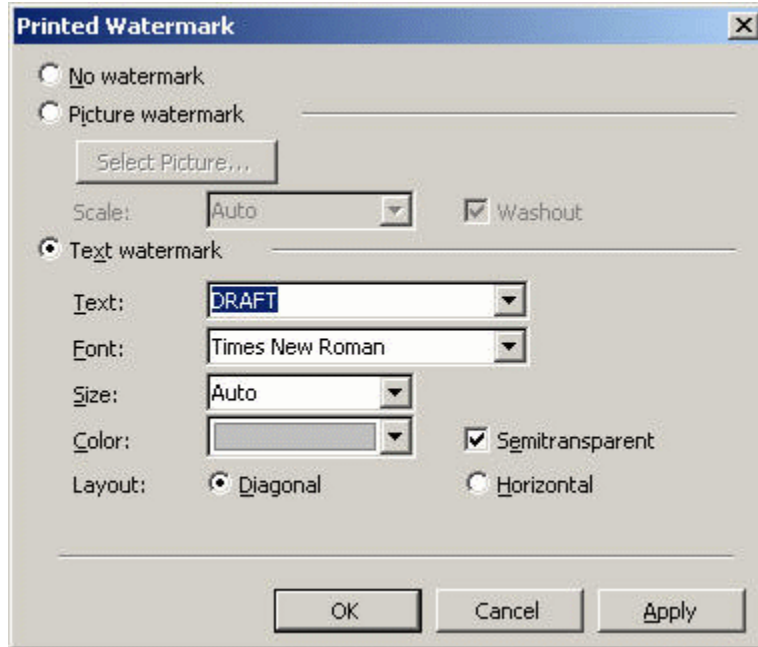 Printed Watermark
No watermark
Picture watermark
Select Picture...
Scale: Auto Washout
Text watermark
Text: DRAFT
Font: Times New Roman
Size: Auto
Color: Semitransparent
Layout: Diagonal Horizontal
OK Cancel Apply